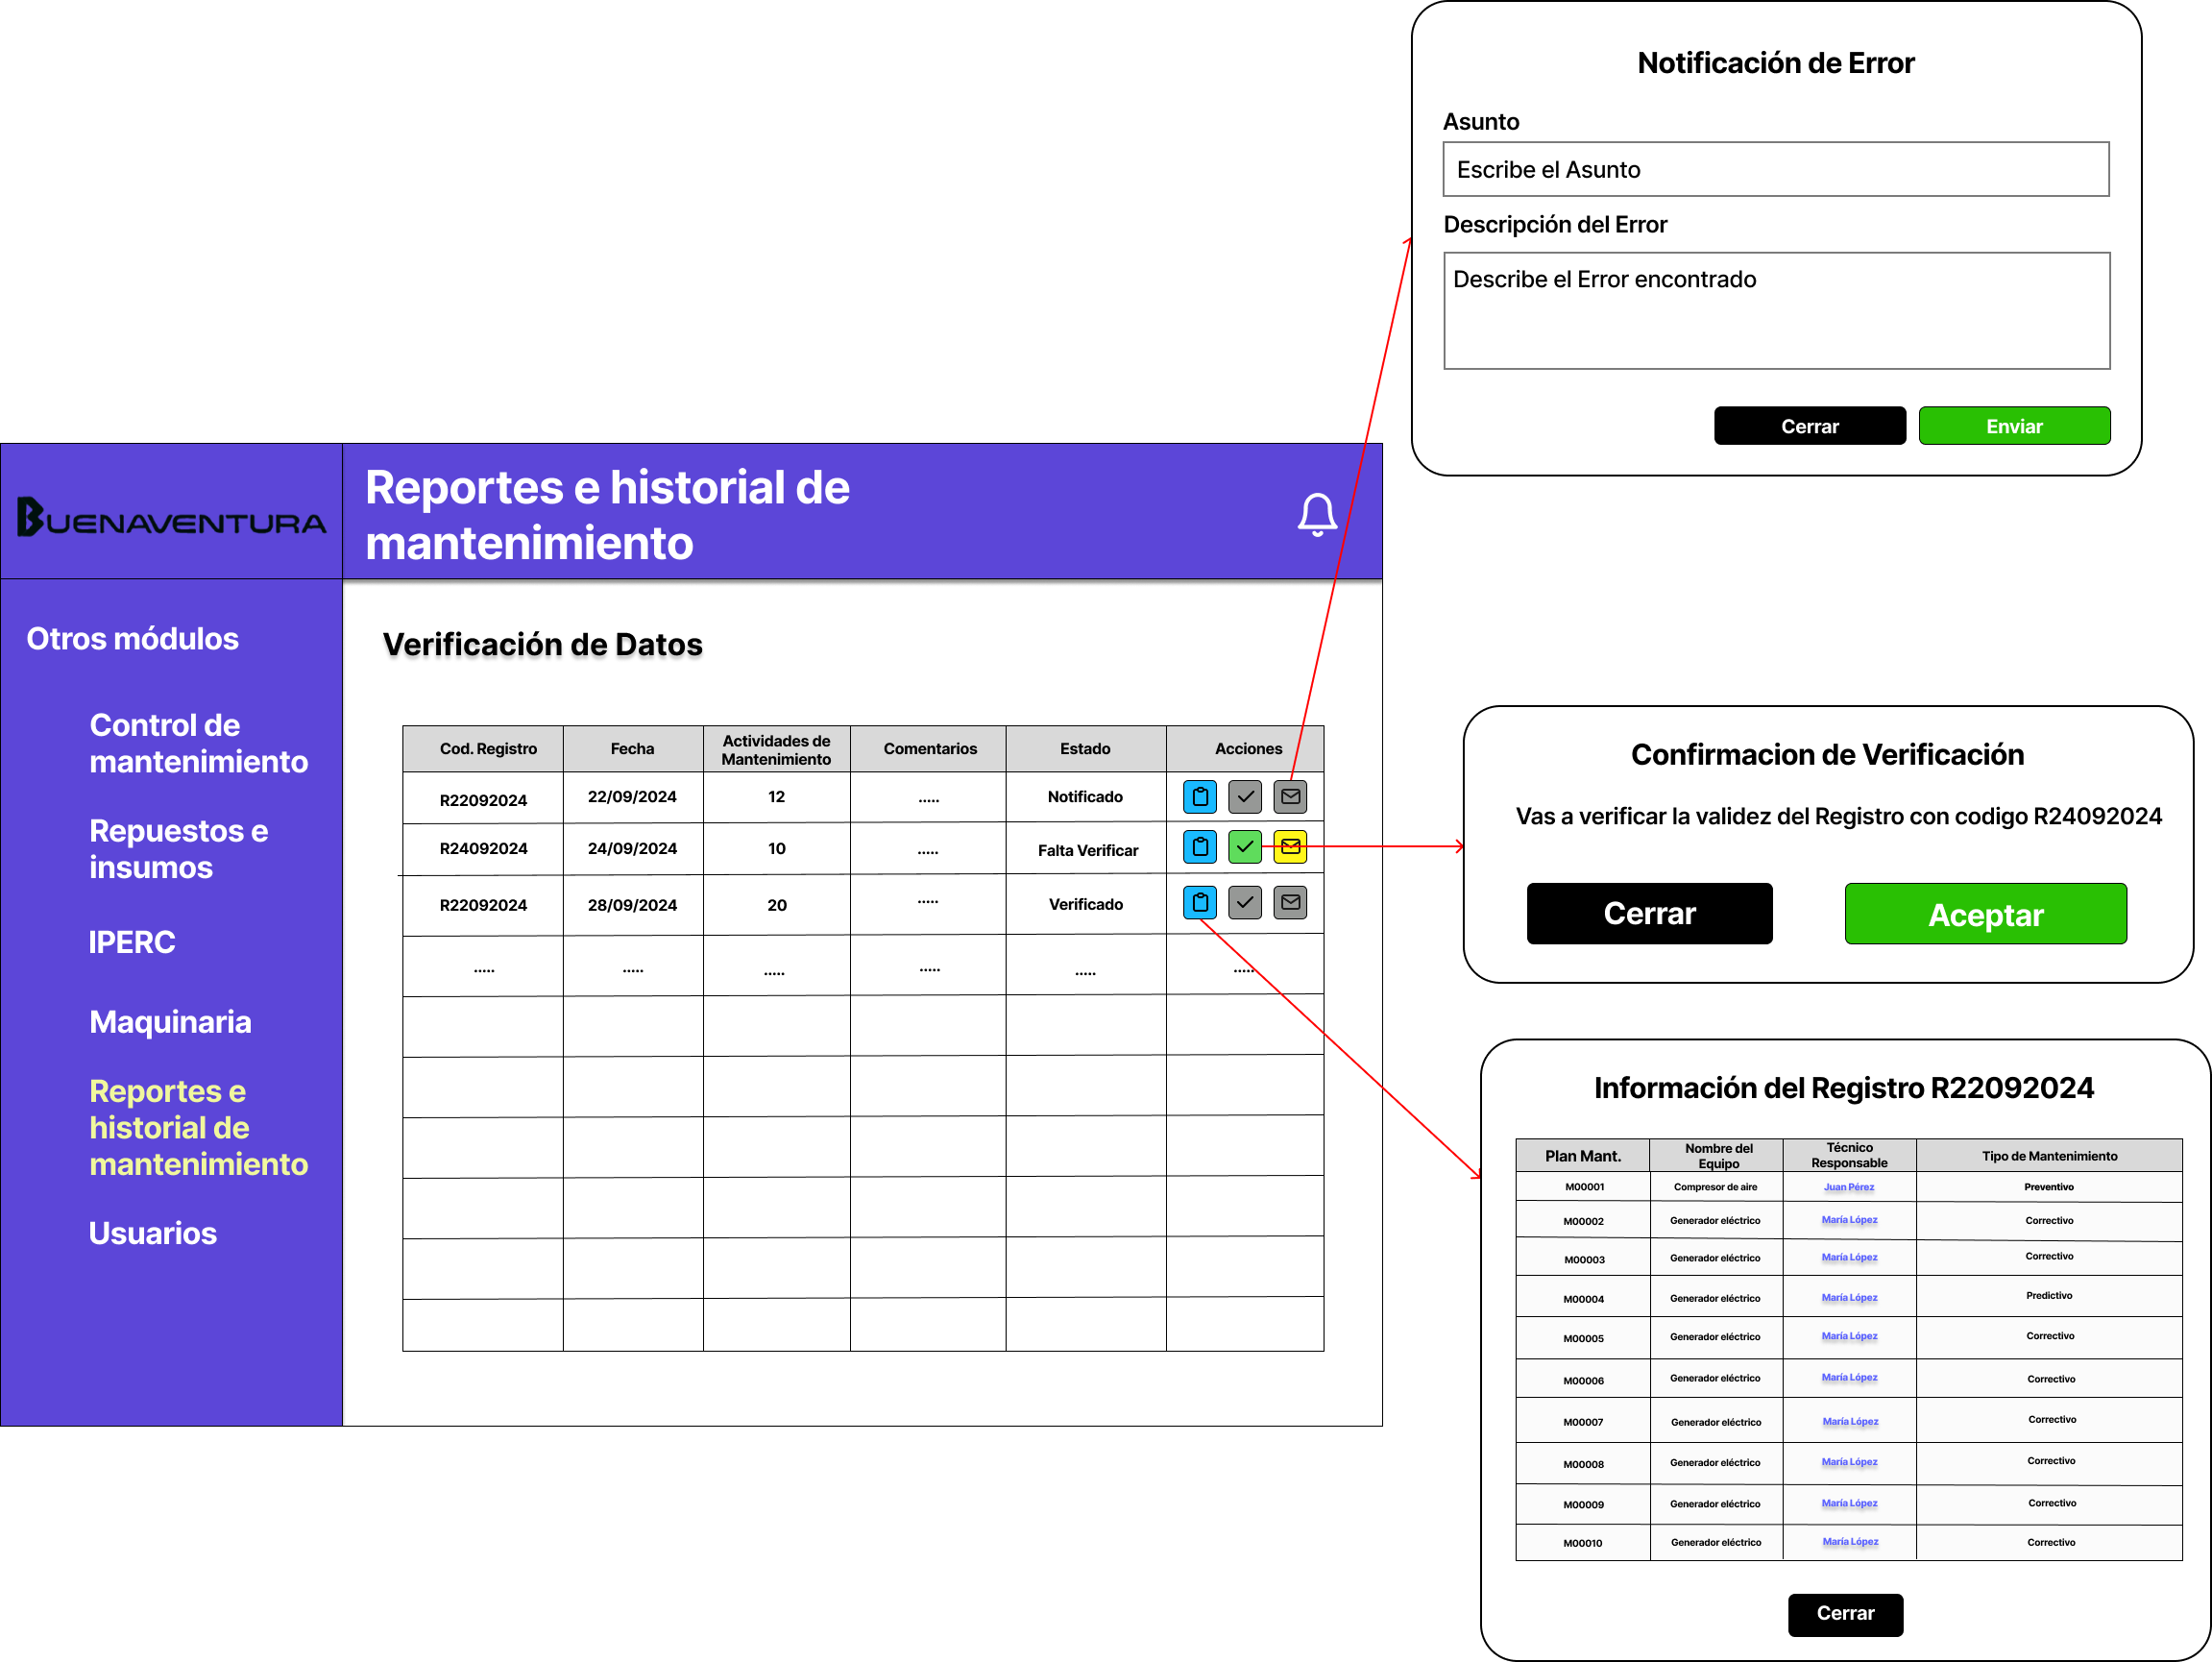 Notificación de Error
Asunto
Escribe el Asunto
Descripción del Error
Describe el Error encontrado
Cerrar Enviar
BUENAVENTURA
Reportes e historial de
mantenimiento
Otros módulos
Control de
mantenimiento
Repuestos e
insumos
IPERC
Maquinaria
Reportes e
historial de
mantenimiento
Usuarios
Verificación de Datos
Cod. Registro Fecha Actividades de Mantenimiento Comentarios Estado Acciones
R22092024 22/09/2024 12 ..... Notificado
R24092024 24/09/2024 10 ..... Falta Verificar
R22092024 28/09/2024 20 ..... Verificado
..... ..... ..... ..... ..... .....
Confirmacion de Verificación
Vas a verificar la validez del Registro con codigo R24092024
Cerrar Aceptar
Información del Registro R22092024
Plan Mant. Nombre del Equipo Técnico Responsable Tipo de Mantenimiento
M00001 Compresor de aire Juan Pérez Preventivo
M00002 Generador eléctrico María López Correctivo
M00003 Generador eléctrico María López Correctivo
M00004 Generador eléctrico María López Predictivo
M00005 Generador eléctrico María López Correctivo
M00006 Generador eléctrico María López Correctivo
M00007 Generador eléctrico María López Correctivo
M00008 Generador eléctrico María López Correctivo
M00009 Generador eléctrico María López Correctivo
M00010 Generador eléctrico María López Correctivo
Cerrar